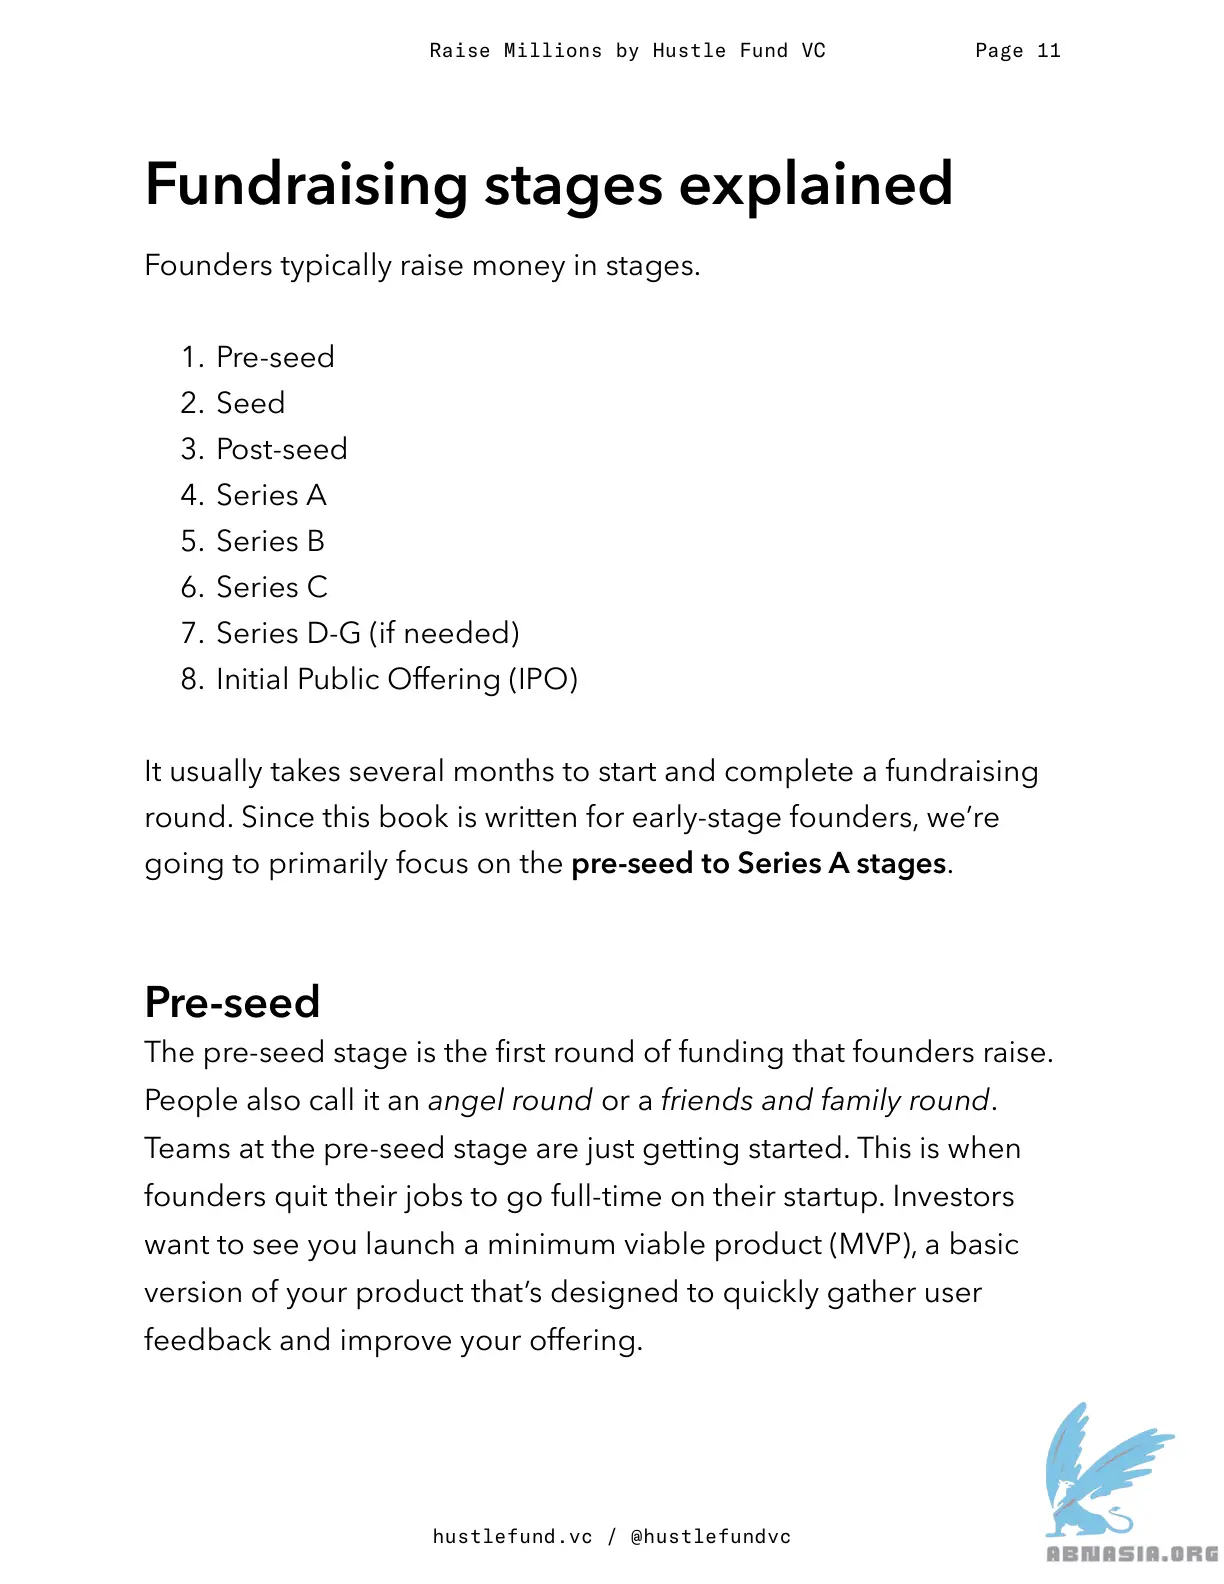 Raise Millions by Hustle Fund VC Page 11
Fundraising stages explained
Founders typically raise money in stages.
1. Pre-seed
2. Seed
3. Post-seed
4. Series A
5. Series B
6. Series C
7. Series D-G (if needed)
8. Initial Public Offering (IPO)
It usually takes several months to start and complete a fundraising
round. Since this book is written for early-stage founders, we’re
going to primarily focus on the pre-seed to Series A stages.
Pre-seed
The pre-seed stage is the first round of funding that founders raise.
People also call it an angel round or a friends and family round.
Teams at the pre-seed stage are just getting started. This is when
founders quit their jobs to go full-time on their startup. Investors
want to see you launch a minimum viable product (MVP), a basic
version of your product that’s designed to quickly gather user
feedback and improve your offering.
hustlefund.vc / @hustlefundvc
ABNASIA.ORG